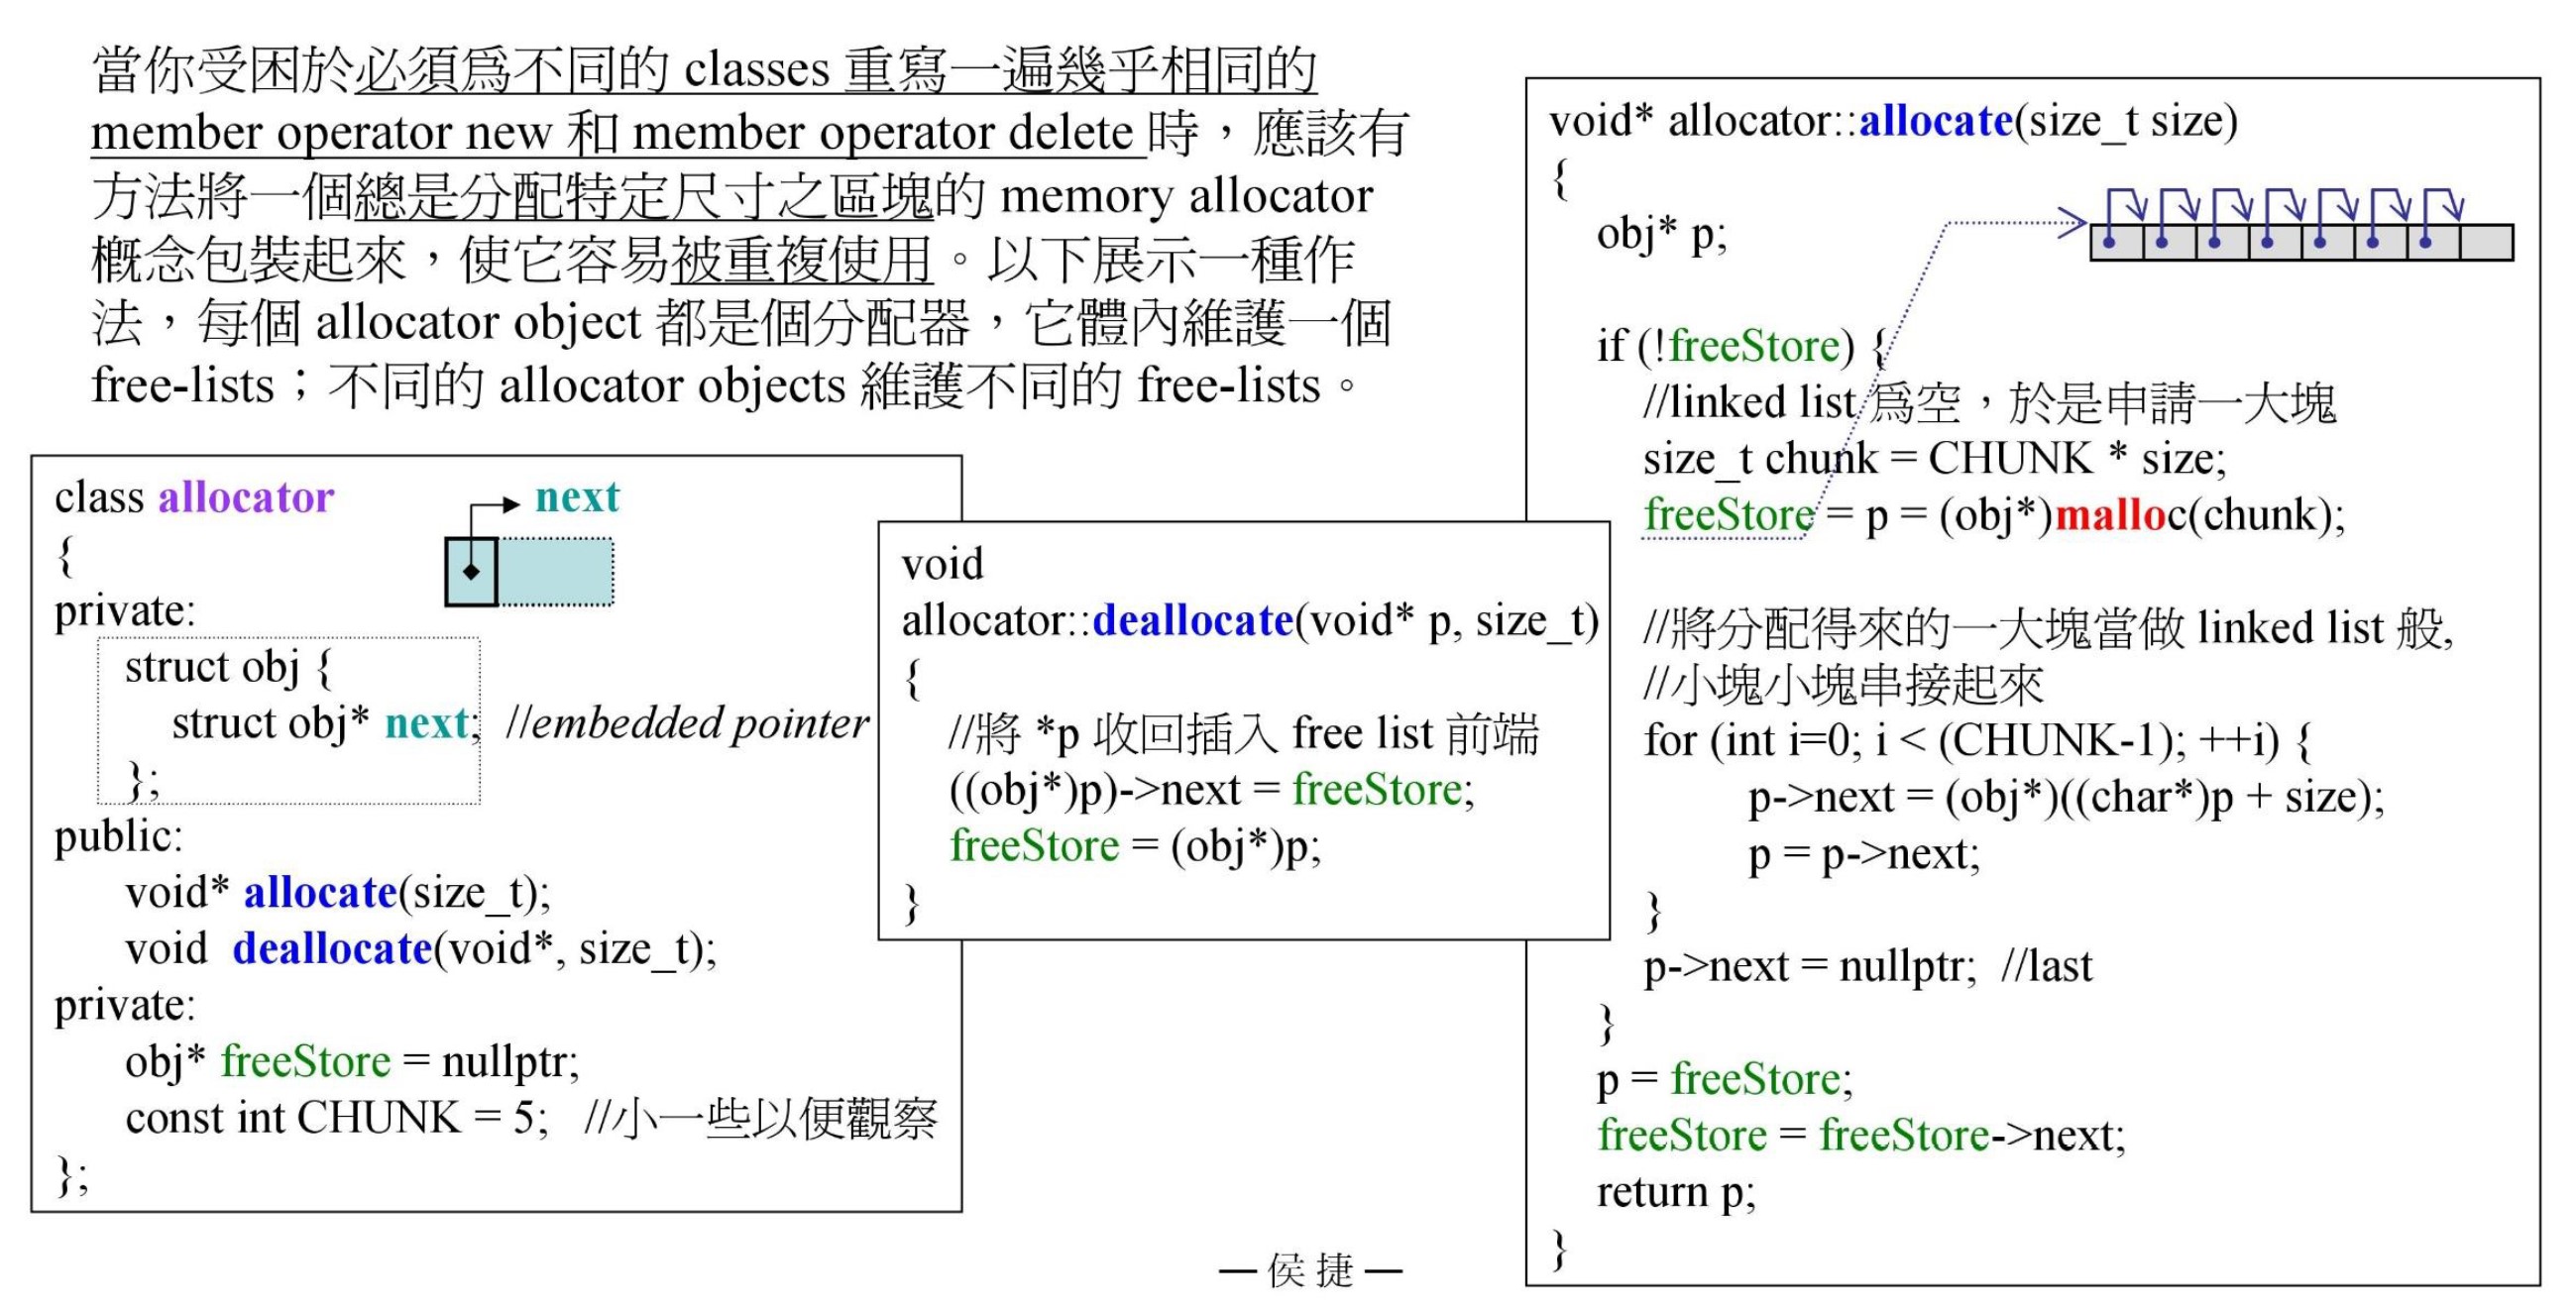 當你受困於必須為不同的 classes 重寫一遍幾乎相同的
member operator new 和 member operator delete 時，應該有
方法將一個總是分配特定尺寸之區塊的 memory allocator
概念包裝起來，使它容易被重複使用。以下展示一種作
法，每個 allocator object 都是個分配器，它體內維護一個
free-lists；不同的 allocator objects 維護不同的 free-lists。
class allocator
{
private:
struct obj {
struct obj* next; //embedded pointer
};
public:
void* allocate(size_t);
void deallocate(void*, size_t);
private:
obj* freeStore = nullptr;
const int CHUNK = 5; //小一些以便觀察
};
next
void
allocator::deallocate(void* p, size_t)
{
//將 *p 收回插入 free list 前端
((obj*)p)->next = freeStore;
freeStore = (obj*)p;
}
void* allocator::allocate(size_t size)
{
obj* p;
if (!freeStore) {
//linked list 為空，於是申請一大塊
size_t chunk = CHUNK * size;
freeStore = p = (obj*)malloc(chunk);
//將分配得來的一大塊當做 linked list 般,
//小塊小塊串接起來
for (int i=0; i < (CHUNK-1); ++i) {
p->next = (obj*)((char*)p + size);
p = p->next;
}
p->next = nullptr; //last
}
p = freeStore;
freeStore = freeStore->next;
return p;
}
— 侯 捷 —